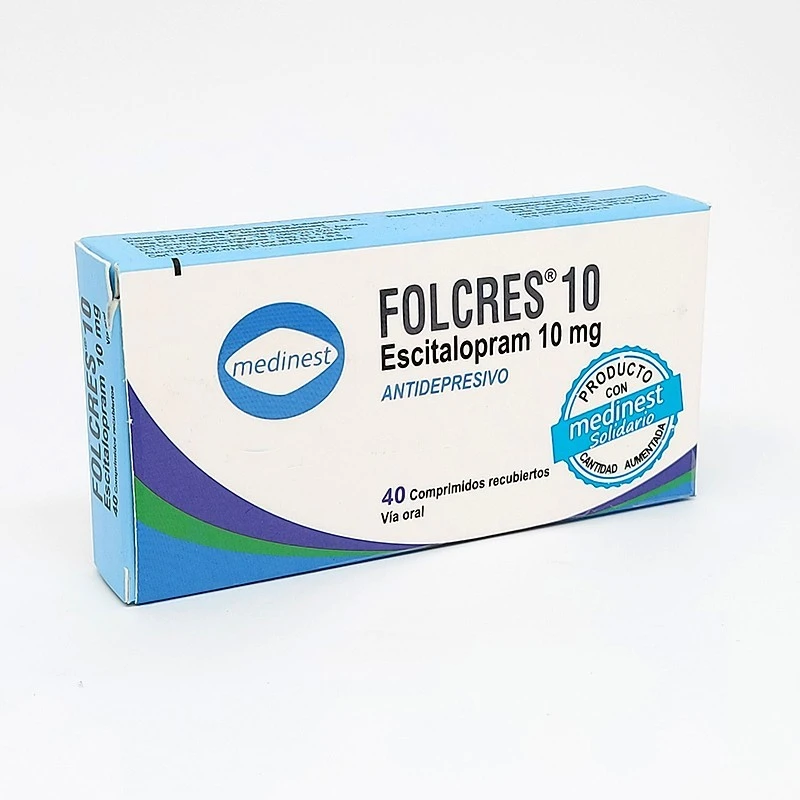 FOLCRES® 10
Escitalopram 10 mg
ANTIDEPRESIVO
medinest
PRODUCTO
CON
medinest
Solidario
CANTIDAD AUMENTADA
40 Comprimidos recubiertos
Vía oral
FOLCRES® 10
Escitalopram 10 mg
40 Comprimidos recubiertos